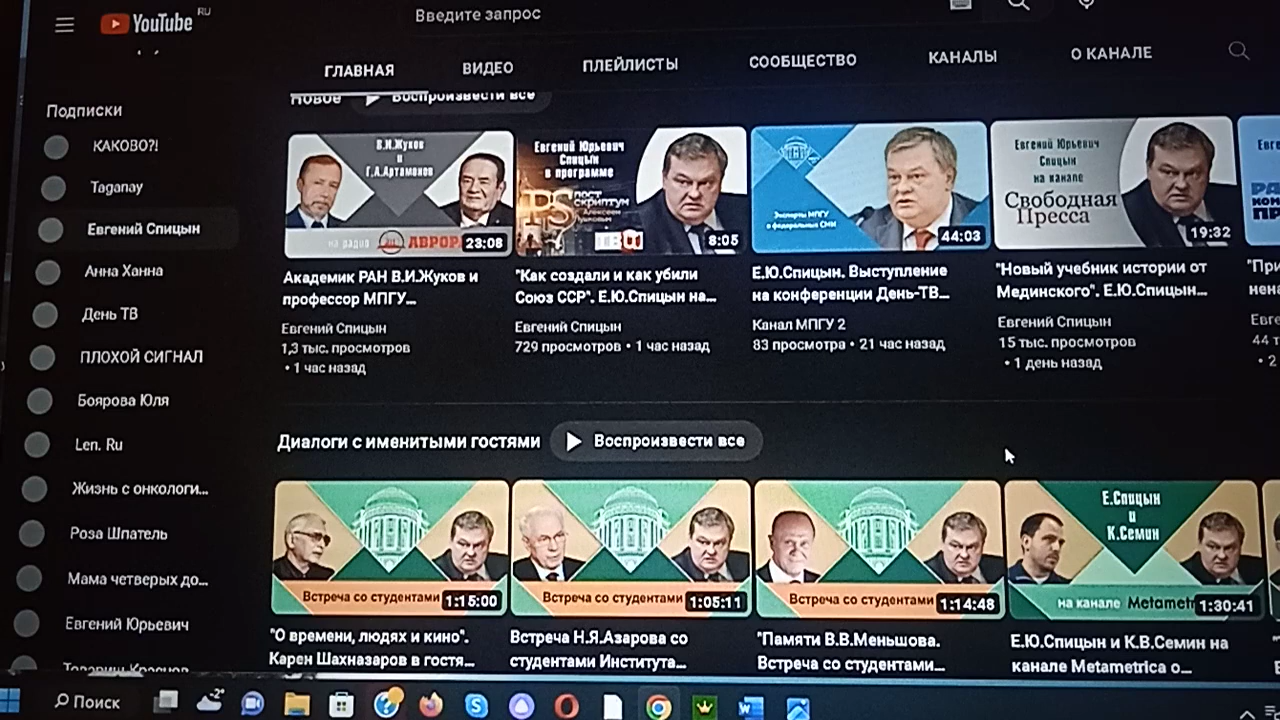 YouTube RU
Введите запрос
ГЛАВНАЯ ВИДЕО ПЛЕЙЛИСТЫ СООБЩЕСТВО КАНАЛЫ О КАНАЛЕ
Подписки
КАКОВО?!
Taganay
Евгений Спицын
Анна Ханна
День ТВ
ПЛОХОЙ СИГНАЛ
Боярова Юля
Len. Ru
Жизнь с онкологи...
Роза Шпатель
Мама четверых до...
Евгений Юрьевич
Новое Воспроизвести все
В.И.Жуков
и
Г.А.Артамонов
на радио АВРОРА
23:08
Академик РАН В.И.Жуков и
профессор МПГУ...
Евгений Спицын
1,3 тыс. просмотров
• 1 час назад
Евгений Юрьевич
Спицын
в программе
PS ПОСТ
СКРИПТУМ
8:05
"Как создали и как убили
Союз ССР". Е.Ю.Спицын на...
Евгений Спицын
729 просмотров • 1 час назад
Эксперты МПГУ
в федеральных СМИ
44:03
Е.Ю.Спицын. Выступление
на конференции День-ТВ...
Канал МПГУ 2
83 просмотра • 21 час назад
Евгений Юрьевич
Спицын
на канале
Свободная
Пресса
19:32
"Новый учебник истории от
Мединского". Е.Ю.Спицын...
Евгений Спицын
15 тыс. просмотров
• 1 день назад
Диалоги с именитыми гостями Воспроизвести все
Встреча со студентами
1:15:00
"О времени, людях и кино".
Карен Шахназаров в гостя...
Встреча со студентами
1:05:11
Встреча Н.Я.Азарова со
студентами Института...
Встреча со студентами
1:14:48
"Памяти В.В.Меньшова.
Встреча со студентами...
Е.Спицын
и
К.Семин
на канале Metametr
1:30:41
Е.Ю.Спицын и К.В.Семин на
канале Metametrica о...
Поиск
-2°